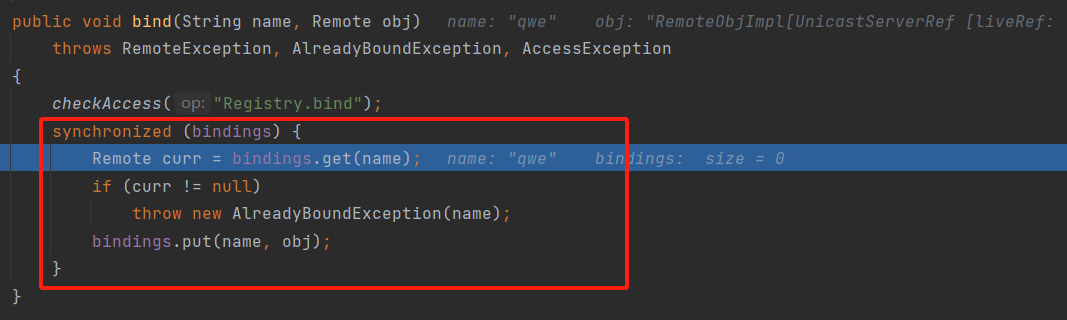 public void bind(String name, Remote obj)   name: "qwe"   obj: "RemoteObjImpl[UnicastServerRef [liveRef:
    throws RemoteException, AlreadyBoundException, AccessException
{
    checkAccess( op: "Registry.bind");
    synchronized (bindings) {
        Remote curr = bindings.get(name);   name: "qwe"   bindings:  size = 0
        if (curr != null)
            throw new AlreadyBoundException(name);
        bindings.put(name, obj);
    }
}